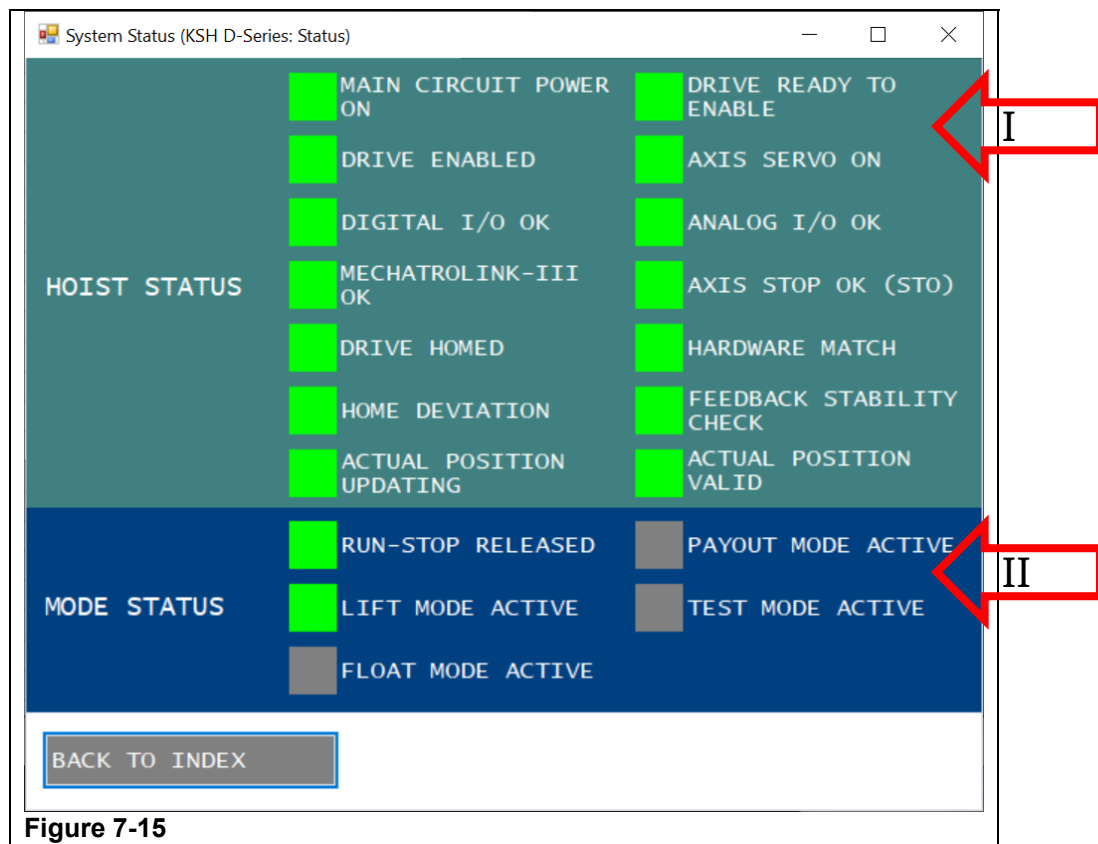 System Status (KSH D-Series: Status)
MAIN CIRCUIT POWER
ON
DRIVE READY TO
ENABLE
I
DRIVE ENABLED
AXIS SERVO ON
DIGITAL I/O OK
ANALOG I/O OK
HOIST STATUS
MECHATROLINK-III
OK
AXIS STOP OK (STO)
DRIVE HOMED
HARDWARE MATCH
HOME DEVIATION
FEEDBACK STABILITY
CHECK
ACTUAL POSITION
UPDATING
ACTUAL POSITION
VALID
MODE STATUS
RUN-STOP RELEASED
PAYOUT MODE ACTIVE
II
LIFT MODE ACTIVE
TEST MODE ACTIVE
FLOAT MODE ACTIVE
BACK TO INDEX
Figure 7-15